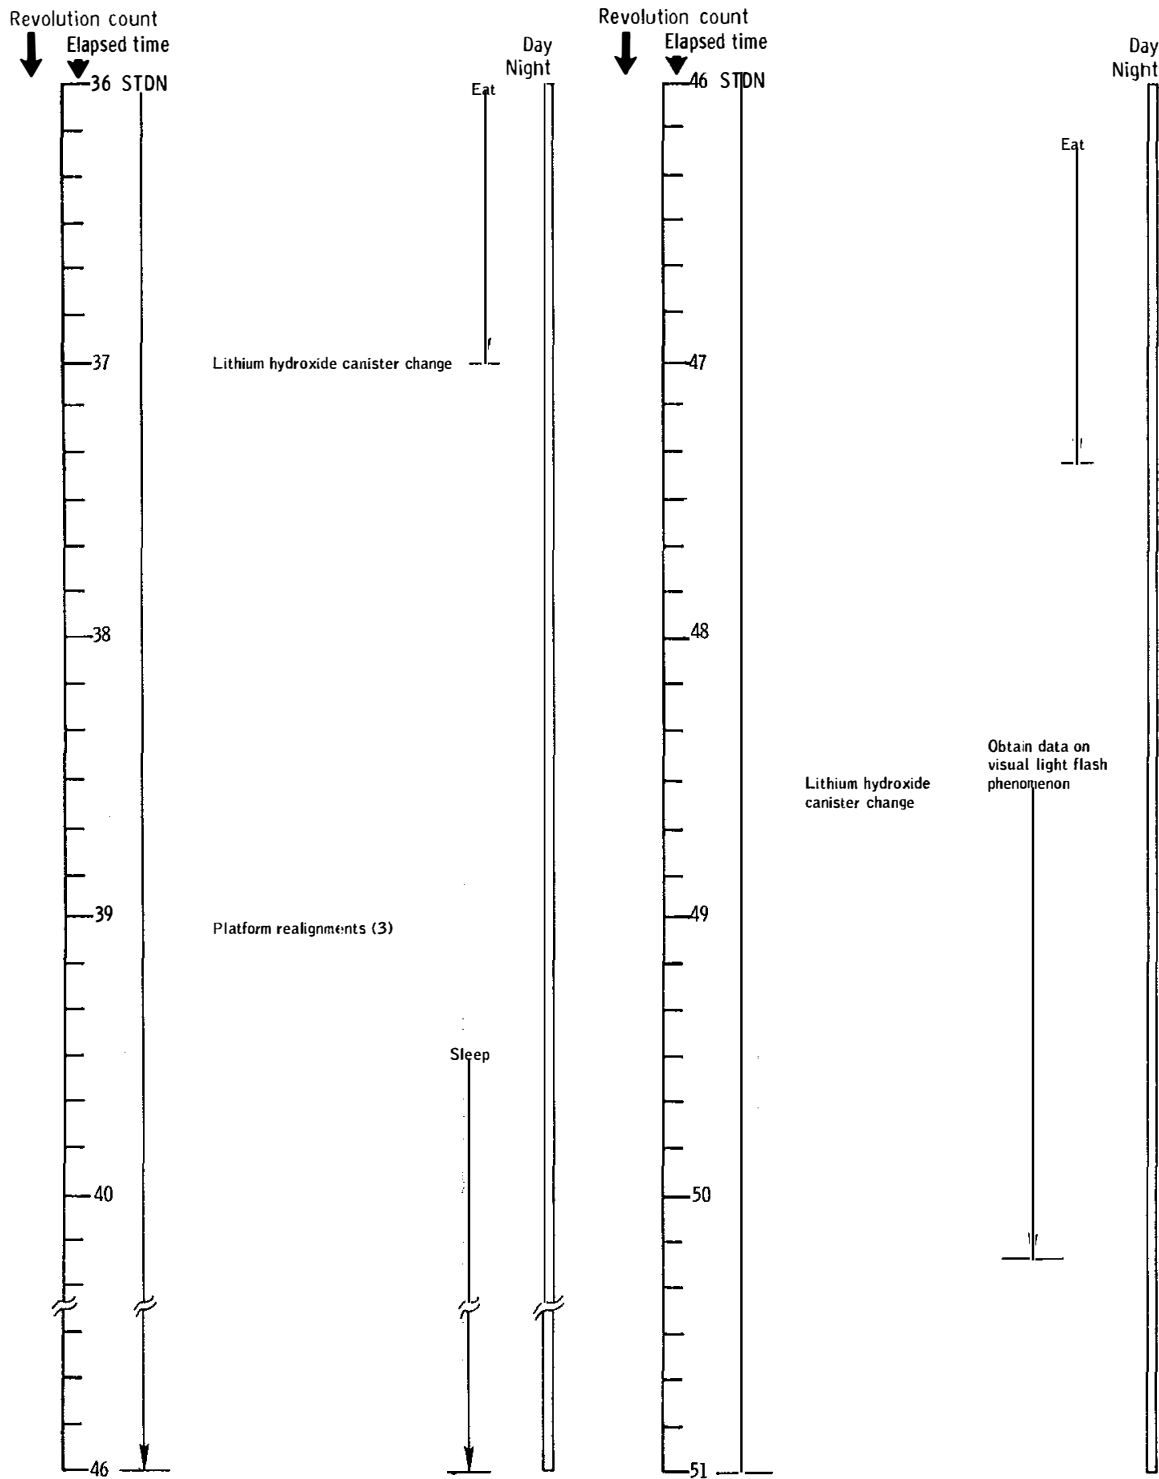 Revolution count
Elapsed time
Day
Night
36 STDN
Eat
37
Lithium hydroxide canister change
38
39
Platform realignments (3)
Sleep
40
46
Revolution count
Elapsed time
Day
Night
46 STDN
Eat
47
48
Obtain data on
visual light flash
phenomenon
Lithium hydroxide
canister change
49
50
51